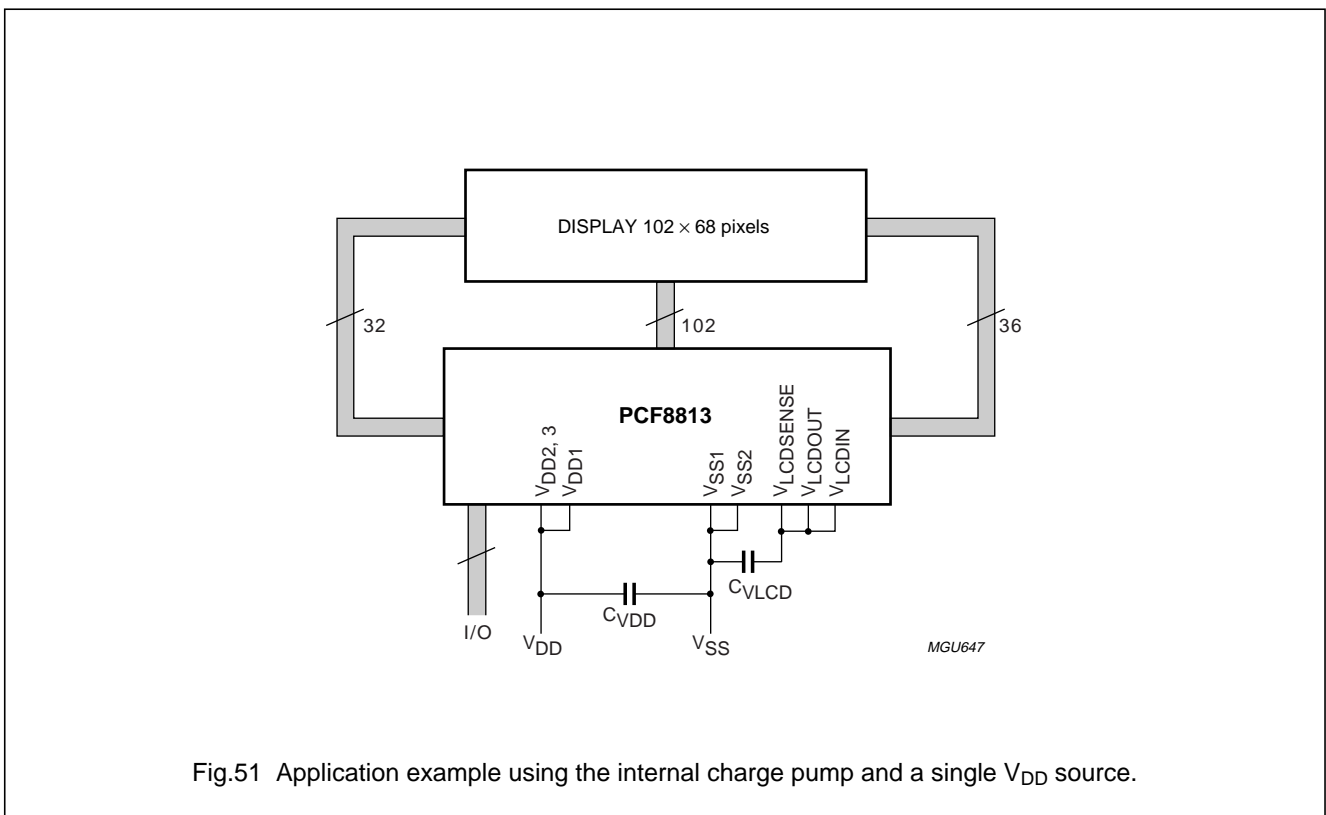 DISPLAY 102 × 68 pixels
32
102
36
PCF8813
VDD2, 3
VDD1
VSS1
VSS2
VLCDSENSE
VLCDOUT
VLCDIN
CVLCD
CVDD
I/O
VDD
VSS
MGU647
Fig.51 Application example using the internal charge pump and a single VDD source.